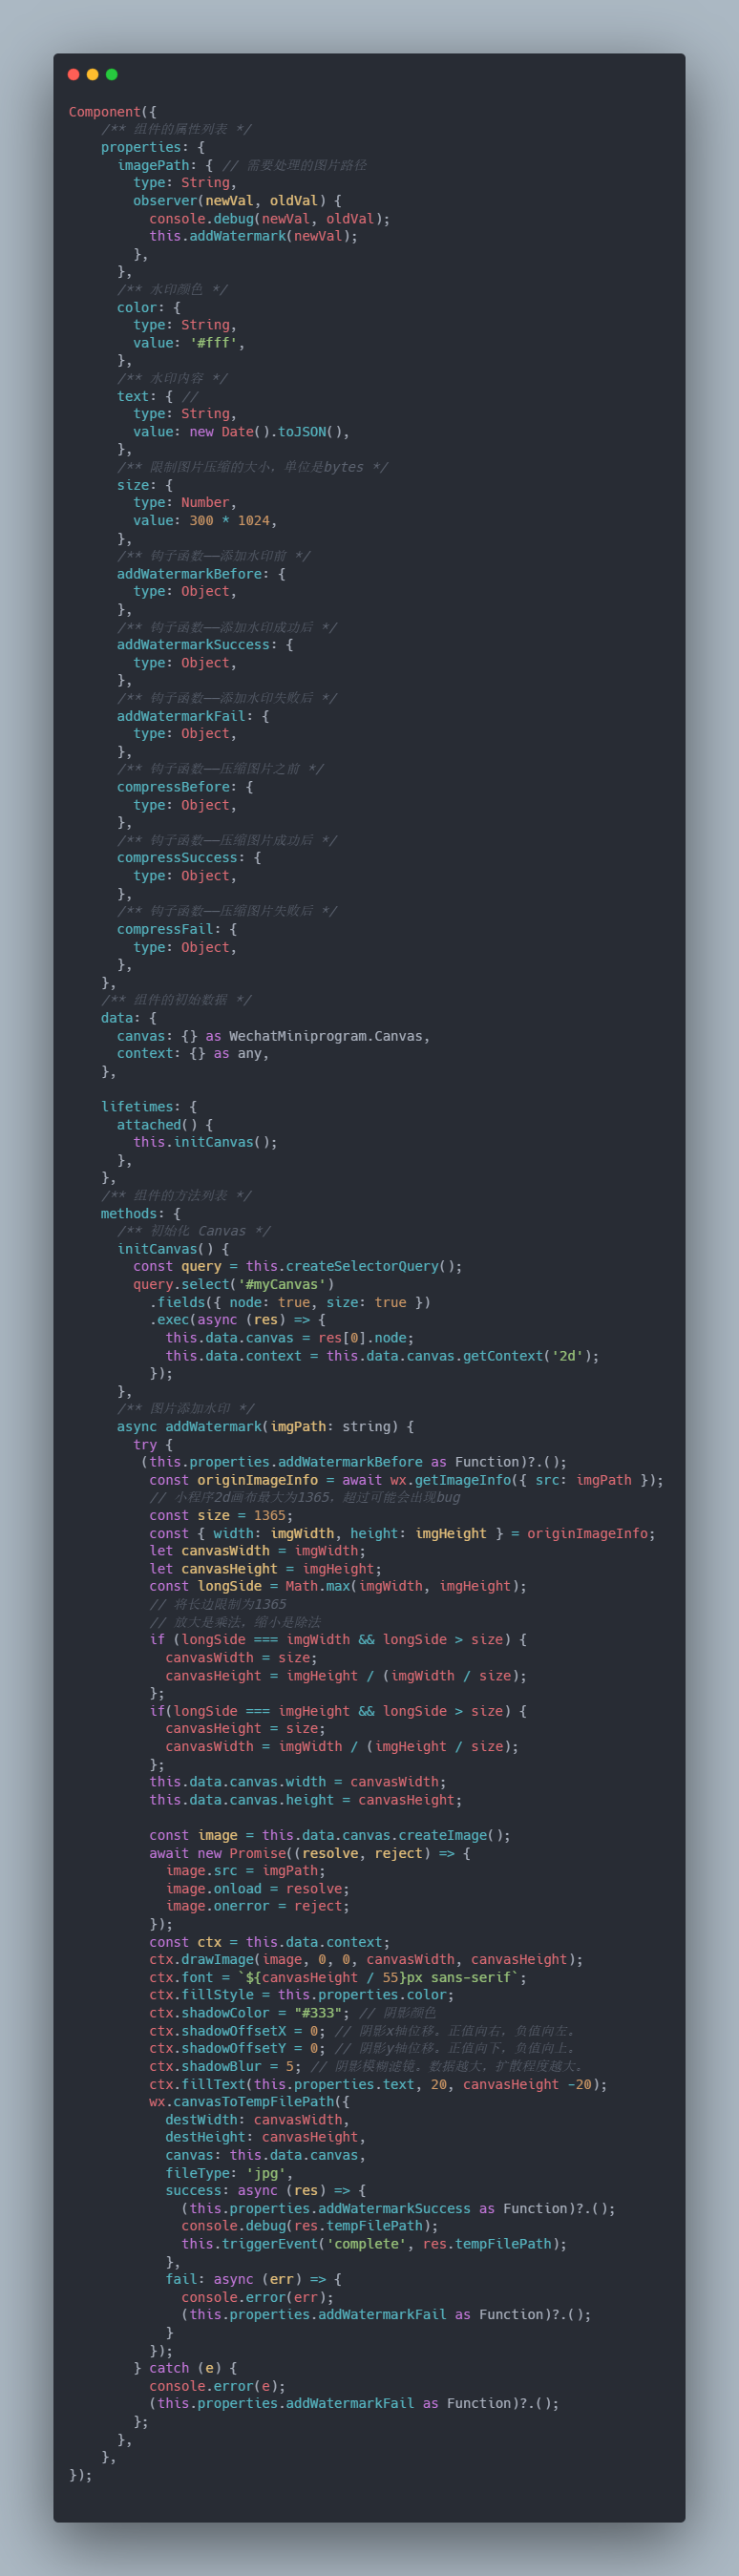 Component({
    /** 组件的属性列表 */
    properties: {
      imagePath: { // 需要处理的图片路径
        type: String,
        observer(newVal, oldVal) {
          console.debug(newVal, oldVal);
          this.addWatermark(newVal);
        },
      },
      /** 水印颜色 */
      color: {
        type: String,
        value: '#fff',
      },
      /** 水印内容 */
      text: { //
        type: String,
        value: new Date().toJSON(),
      },
      /** 限制图片压缩的大小，单位是bytes */
      size: {
        type: Number,
        value: 300 * 1024,
      },
      /** 钩子函数——添加水印前 */
      addWatermarkBefore: {
        type: Object,
      },
      /** 钩子函数——添加水印成功后 */
      addWatermarkSuccess: {
        type: Object,
      },
      /** 钩子函数——添加水印失败后 */
      addWatermarkFail: {
        type: Object,
      },
      /** 钩子函数——压缩图片之前 */
      compressBefore: {
        type: Object,
      },
      /** 钩子函数——压缩图片成功后 */
      compressSuccess: {
        type: Object,
      },
      /** 钩子函数——压缩图片失败后 */
      compressFail: {
        type: Object,
      },
    },
    /** 组件的初始数据 */
    data: {
      canvas: {} as WechatMiniprogram.Canvas,
      context: {} as any,
    },

    lifetimes: {
      attached() {
        this.initCanvas();
      },
    },
    /** 组件的方法列表 */
    methods: {
      /** 初始化 Canvas */
      initCanvas() {
        const query = this.createSelectorQuery();
        query.select('#myCanvas')
          .fields({ node: true, size: true })
          .exec(async (res) => {
            this.data.canvas = res[0].node;
            this.data.context = this.data.canvas.getContext('2d');
          });
      },
      /** 图片添加水印 */
      async addWatermark(imgPath: string) {
        try {
         (this.properties.addWatermarkBefore as Function)?.();
          const originImageInfo = await wx.getImageInfo({ src: imgPath });
          // 小程序2d画布最大为1365，超过可能会出现bug
          const size = 1365;
          const { width: imgWidth, height: imgHeight } = originImageInfo;
          let canvasWidth = imgWidth;
          let canvasHeight = imgHeight;
          const longSide = Math.max(imgWidth, imgHeight);
          // 将长边限制为1365
          // 放大是乘法，缩小是除法
          if (longSide === imgWidth && longSide > size) {
            canvasWidth = size;
            canvasHeight = imgHeight / (imgWidth / size);
          };
          if(longSide === imgHeight && longSide > size) {
            canvasHeight = size;
            canvasWidth = imgWidth / (imgHeight / size);
          };
          this.data.canvas.width = canvasWidth;
          this.data.canvas.height = canvasHeight;

          const image = this.data.canvas.createImage();
          await new Promise((resolve, reject) => {
            image.src = imgPath;
            image.onload = resolve;
            image.onerror = reject;
          });
          const ctx = this.data.context;
          ctx.drawImage(image, 0, 0, canvasWidth, canvasHeight);
          ctx.font = `${canvasHeight / 55}px sans-serif`;
          ctx.fillStyle = this.properties.color;
          ctx.shadowColor = "#333"; // 阴影颜色
          ctx.shadowOffsetX = 0; // 阴影x轴位移。正值向右，负值向左。
          ctx.shadowOffsetY = 0; // 阴影y轴位移。正值向下，负值向上。
          ctx.shadowBlur = 5; // 阴影模糊滤镜。数据越大，扩散程度越大。
          ctx.fillText(this.properties.text, 20, canvasHeight -20);
          wx.canvasToTempFilePath({
            destWidth: canvasWidth,
            destHeight: canvasHeight,
            canvas: this.data.canvas,
            fileType: 'jpg',
            success: async (res) => {
              (this.properties.addWatermarkSuccess as Function)?.();
              console.debug(res.tempFilePath);
              this.triggerEvent('complete', res.tempFilePath);
            },
            fail: async (err) => {
              console.error(err);
              (this.properties.addWatermarkFail as Function)?.();
            }
          });
        } catch (e) {
          console.error(e);
          (this.properties.addWatermarkFail as Function)?.();
        };
      },
    },
});